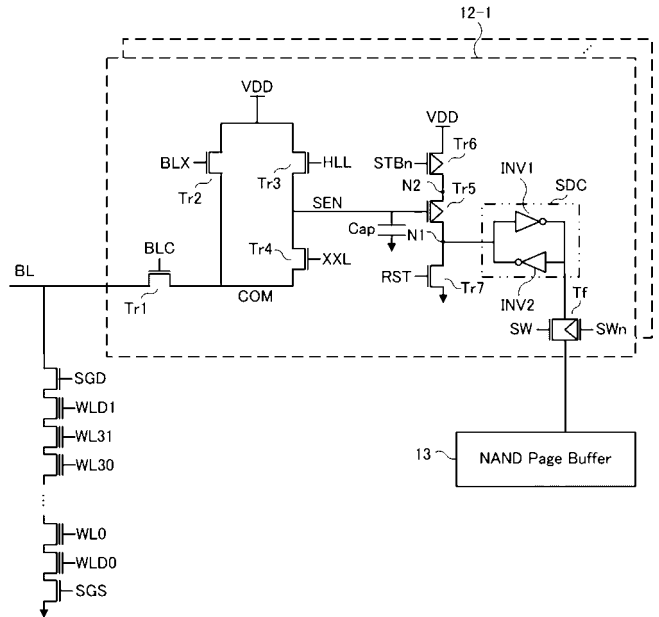 12-1
VDD
VDD
BLX
Tr2
Tr3
HLL
STBn
Tr6
N2
Tr5
INV1
SDC
SEN
Cap
N1
BLC
Tr4
XXL
RST
Tr7
INV2
Tf
BL
Tr1
COM
SW
SWn
SGD
WLD1
WL31
WL30
13
NAND Page Buffer
WL0
WLD0
SGS